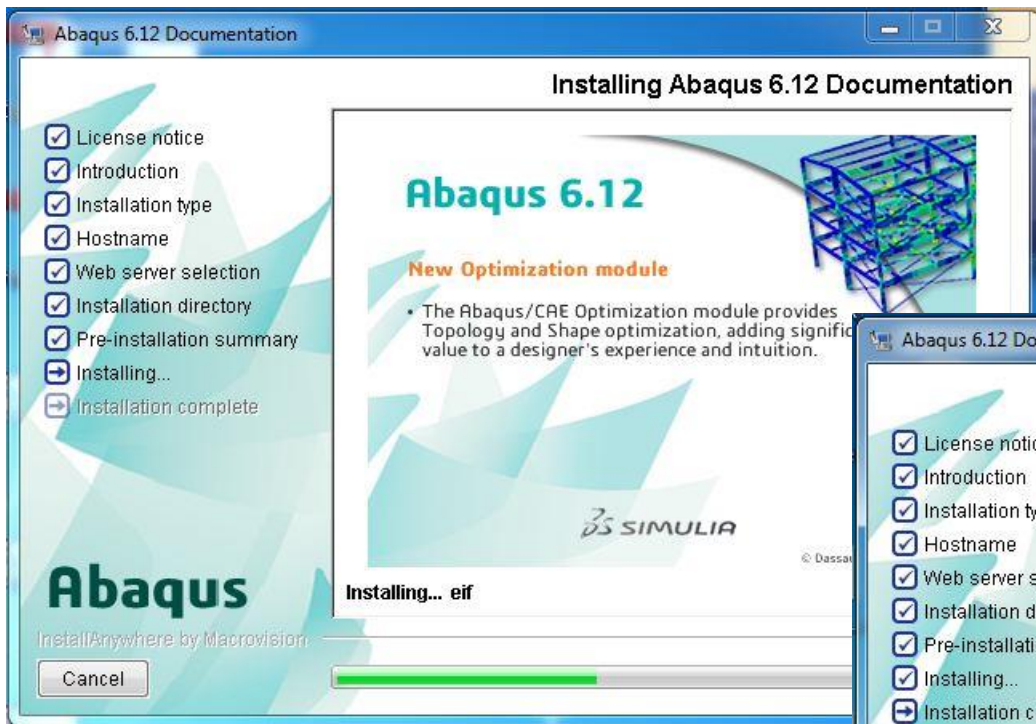 Abaqus 6.12 Documentation
Installing Abaqus 6.12 Documentation
License notice
Introduction
Installation type
Hostname
Web server selection
Installation directory
Pre-installation summary
Installing...
Installation complete
Abaqus 6.12
New Optimization module
• The Abaqus/CAE Optimization module provides
Topology and Shape optimization, adding signific
value to a designer's experience and intuition.
SIMULIA
© Dassau
Installing... eif
Abaqus
InstallAnywhere by Macrovision
Cancel
Abaqus 6.12 Do
License notic
Introduction
Installation ty
Hostname
Web server s
Installation d
Pre-installati
Installing...
Installation c